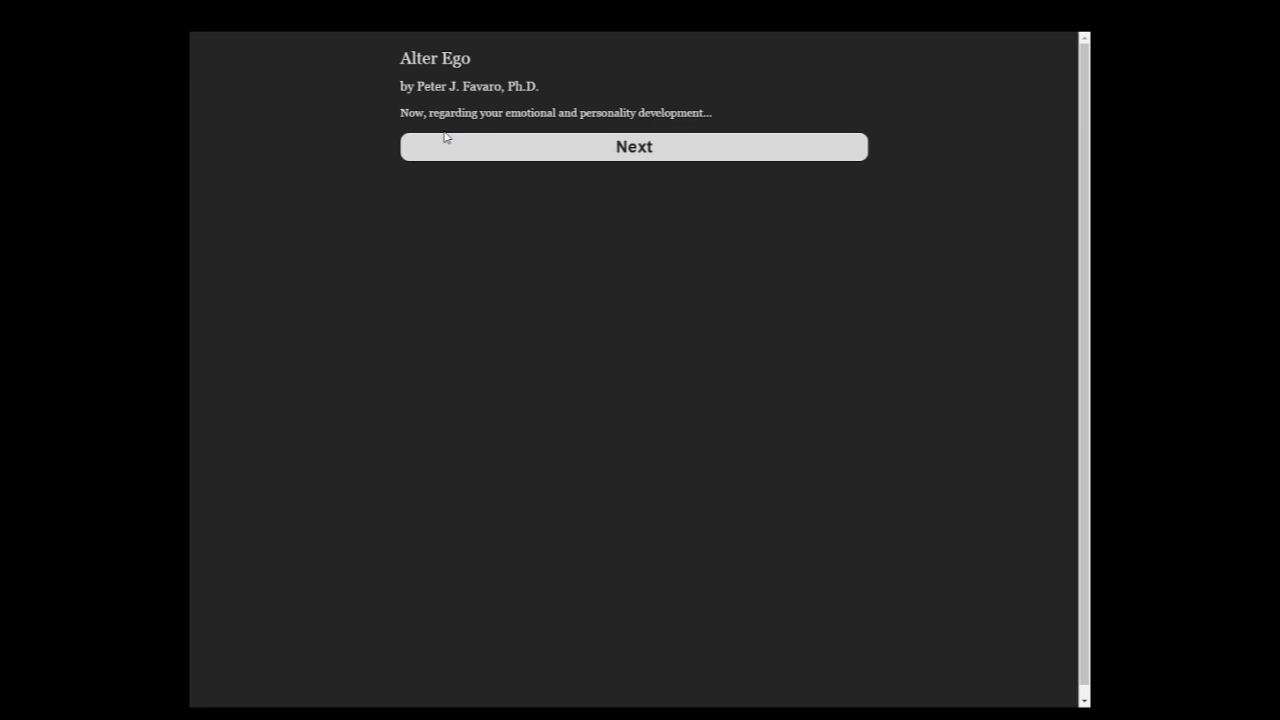 Alter Ego
by Peter J. Favaro, Ph.D.
Now, regarding your emotional and personality development...
Next